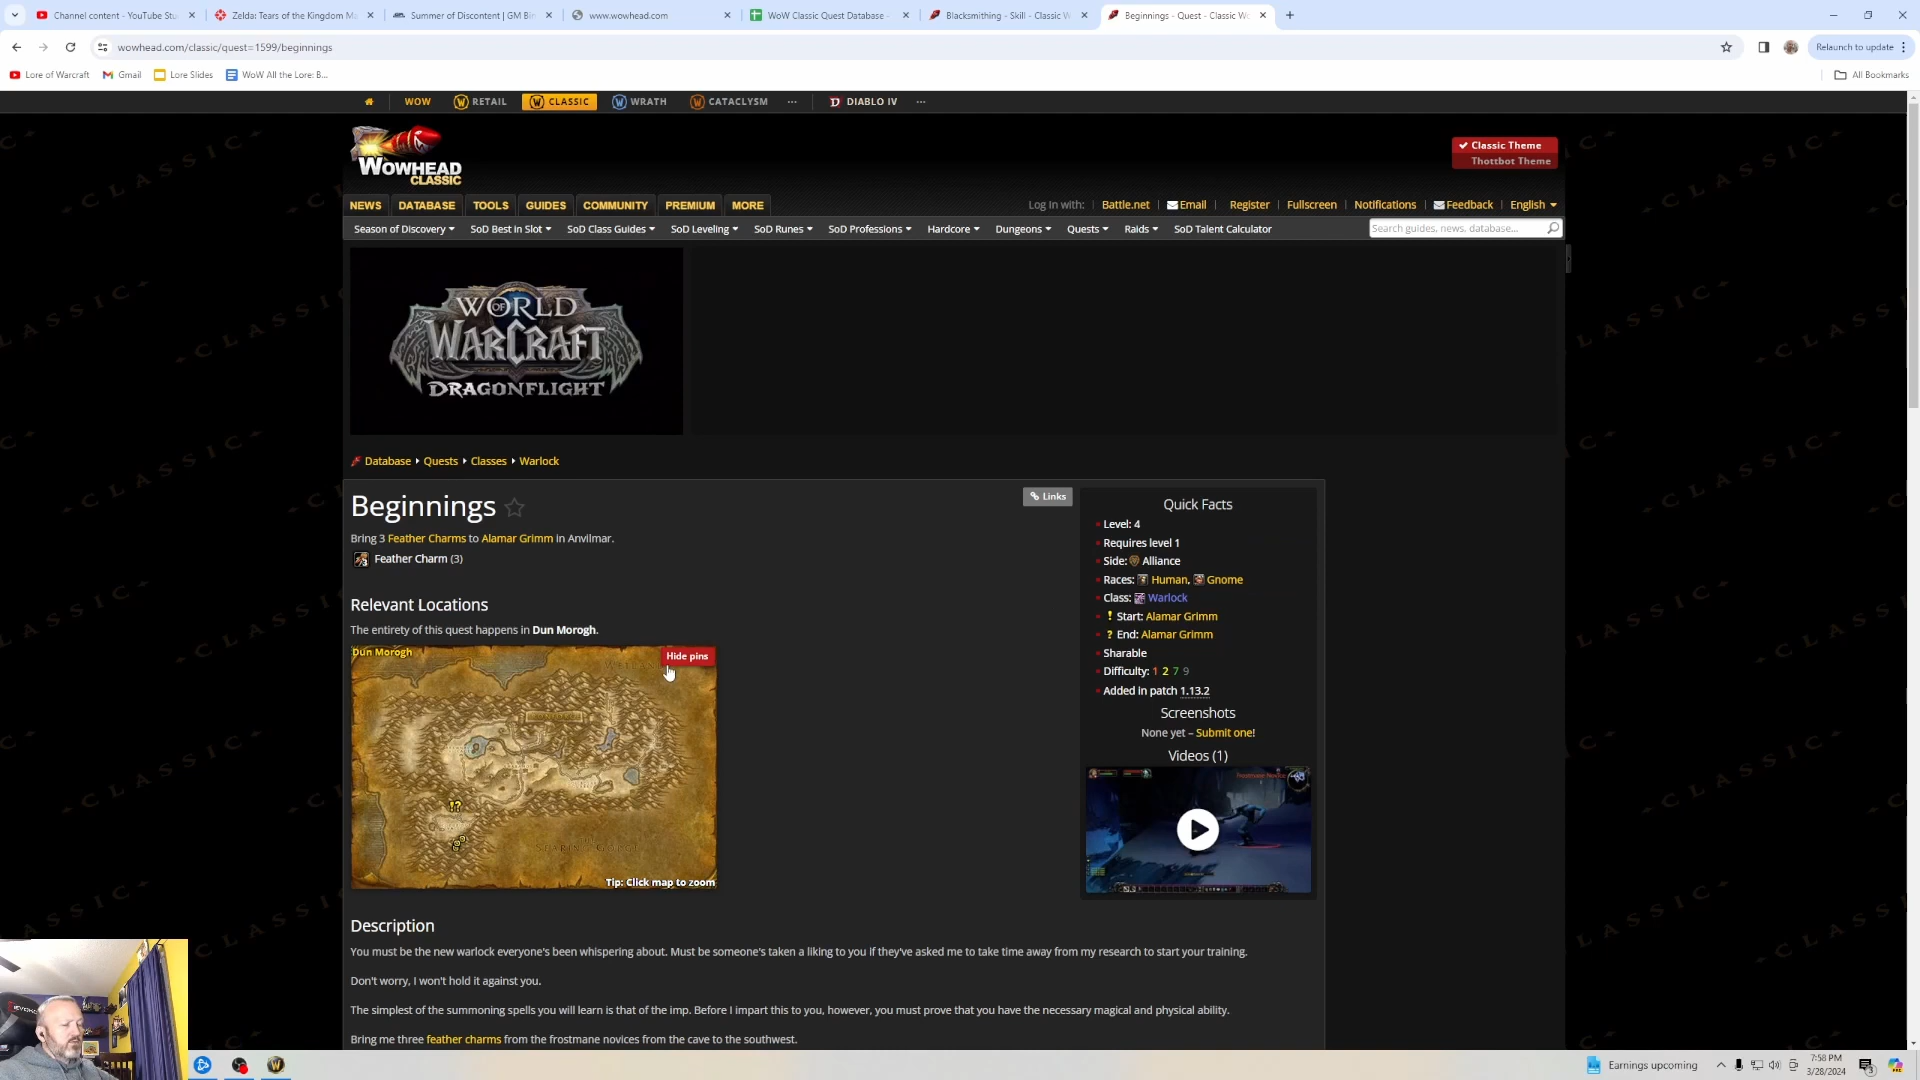 Channel content - YouTube Stu
Zelda: Tears of the Kingdom Ma
Summer of Discontent | GM Bin
www.wowhead.com
WoW Classic Quest Database -
Blacksmithing - Skill - Classic W
Beginnings - Quest - Classic Wo
wowhead.com/classic/quest=1599/beginnings
Relaunch to update
Lore of Warcraft
Gmail
Lore Slides
WoW All the Lore: B...
All Bookmarks
WOW
RETAIL
CLASSIC
WRATH
CATACLYSM
...
DIABLO IV
...
WOWHEAD
CLASSIC
Classic Theme
Thottbot Theme
NEWS
DATABASE
TOOLS
GUIDES
COMMUNITY
PREMIUM
MORE
Log in with:
Battle.net
Email
Register
Fullscreen
Notifications
Feedback
English
Season of Discovery
SoD Best in Slot
SoD Class Guides
SoD Leveling
SoD Runes
SoD Professions
Hardcore
Dungeons
Quests
Raids
SoD Talent Calculator
Search guides, news, database...
WORLD
OF
WARCRAFT
DRAGONFLIGHT
Database
Quests
Classes
Warlock
Beginnings
Links
Bring 3 Feather Charms to Alamar Grimm in Anvilmar.
3
Feather Charm (3)
Relevant Locations
The entirety of this quest happens in Dun Morogh.
Dun Morogh
Hide pins
Tip: Click map to zoom
Quick Facts
Level: 4
Requires level 1
Side: Alliance
Races: Human, Gnome
Class: Warlock
! Start: Alamar Grimm
? End: Alamar Grimm
Sharable
Difficulty: 1 2 7 9
Added in patch 1.13.2
Screenshots
None yet – Submit one!
Videos (1)
Frostmane Novice
Description
You must be the new warlock everyone's been whispering about. Must be someone's taken a liking to you if they've asked me to take time away from my research to start your training.
Don't worry, I won't hold it against you.
The simplest of the summoning spells you will learn is that of the imp. Before I impart this to you, however, you must prove that you have the necessary magical and physical ability.
Bring me three feather charms from the frostmane novices from the cave to the southwest.
Earnings upcoming
7:58 PM
3/28/2024
3